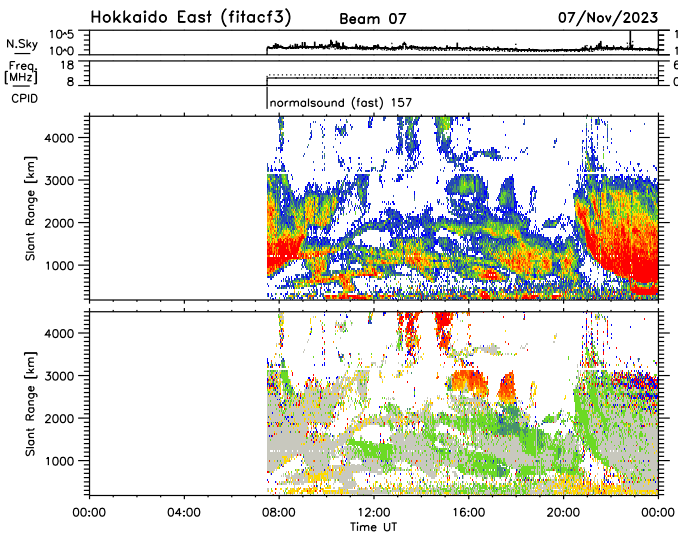 Hokkaido East (fitacf3) Beam 07 07/Nov/2023
N.Sky 10^5 10^0 1 1
Freq. [MHz] 18 8 6 0
CPID normalsound (fast) 157
Slant Range [km] 4000 3000 2000 1000
Slant Range [km] 4000 3000 2000 1000
00:00 04:00 08:00 12:00 16:00 20:00 00:00
Time UT